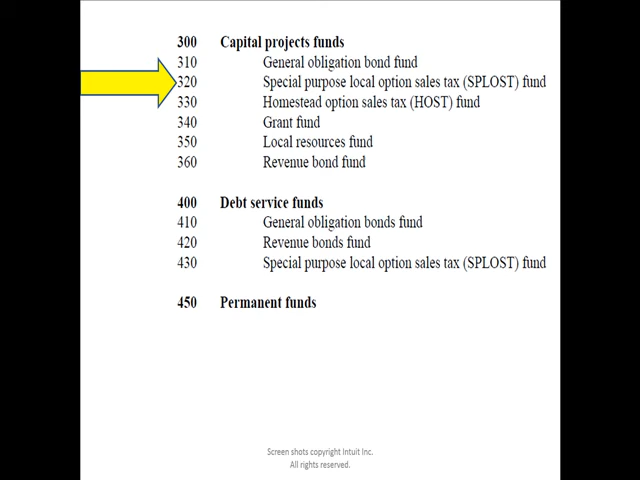 300 Capital projects funds
310 General obligation bond fund
320 Special purpose local option sales tax (SPLOST) fund
330 Homestead option sales tax (HOST) fund
340 Grant fund
350 Local resources fund
360 Revenue bond fund
400 Debt service funds
410 General obligation bonds fund
420 Revenue bonds fund
430 Special purpose local option sales tax (SPLOST) fund
450 Permanent funds
Screen shots copyright Intuit Inc.
All rights reserved.